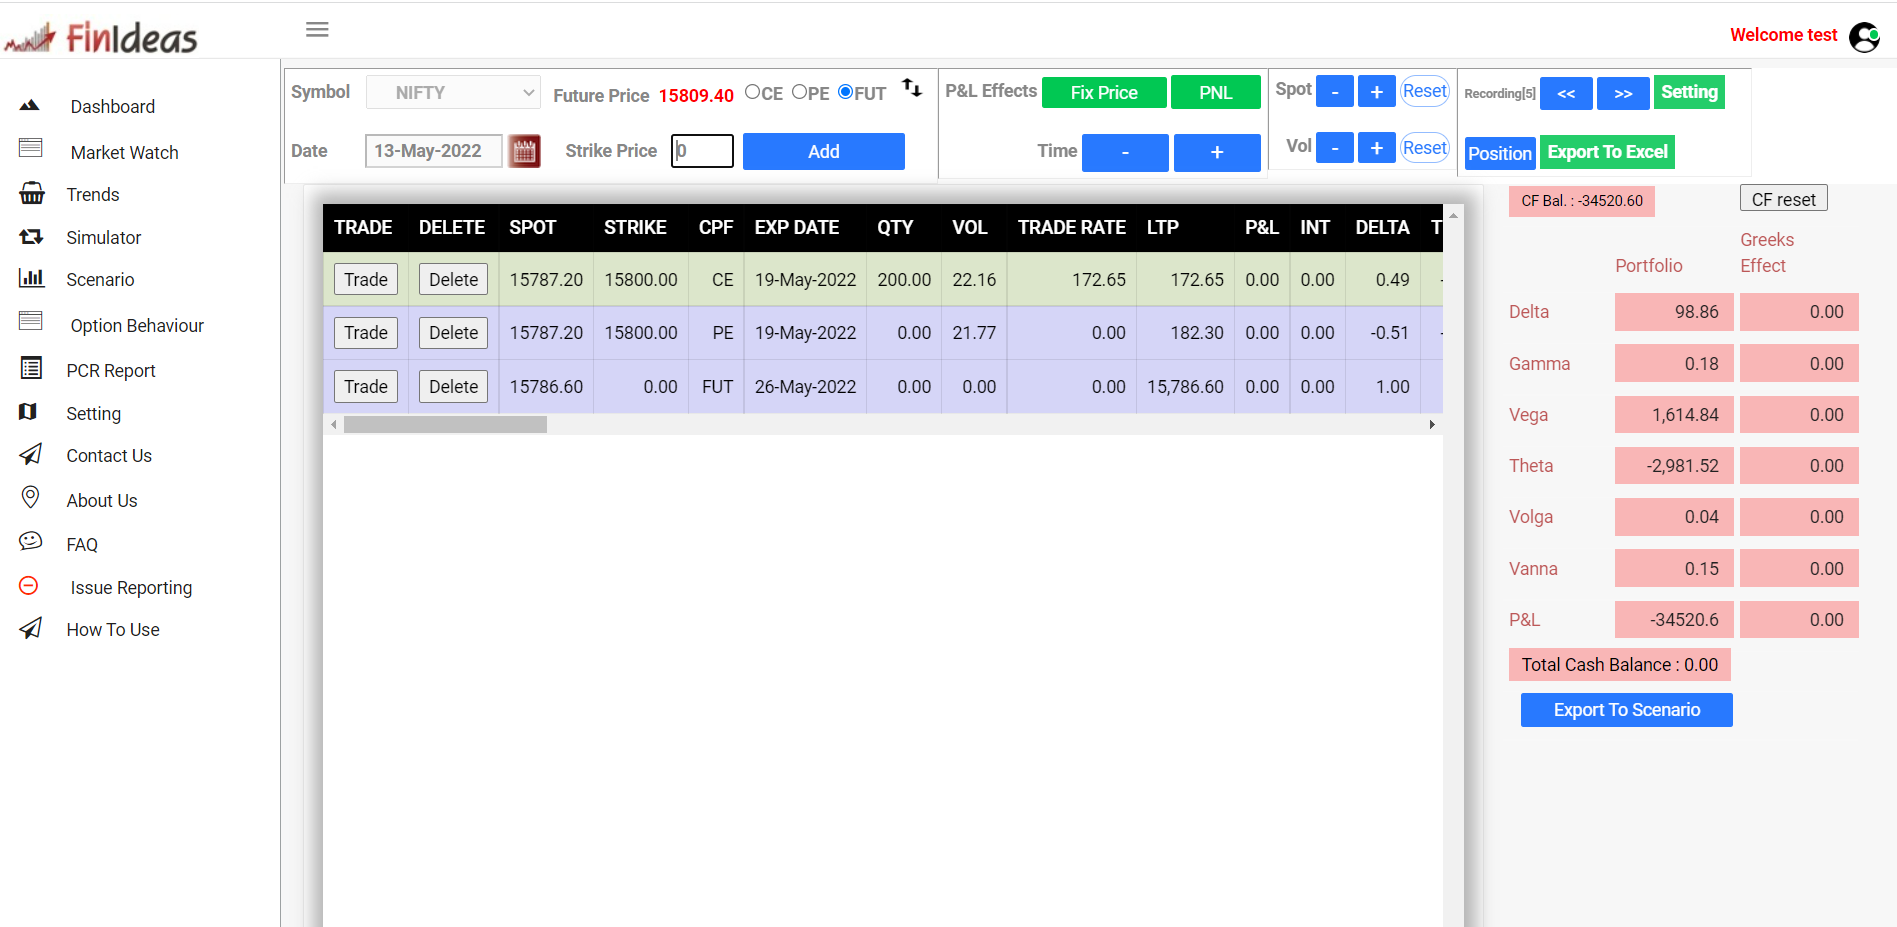 FinIdeas
Welcome test
Dashboard
Market Watch
Trends
Simulator
Scenario
Option Behaviour
PCR Report
Setting
Contact Us
About Us
FAQ
Issue Reporting
How To Use
Symbol NIFTY Future Price 15809.40 CE PE FUT
Date 13-May-2022 Strike Price 0 Add
P&L Effects Fix Price PNL
Time - +
Spot - + Reset
Vol - + Reset
Recording[5] << >> Setting
Position Export To Excel
TRADE DELETE SPOT STRIKE CPF EXP DATE QTY VOL TRADE RATE LTP P&L INT DELTA T
Trade Delete 15787.20 15800.00 CE 19-May-2022 200.00 22.16 172.65 172.65 0.00 0.00 0.49 -
Trade Delete 15787.20 15800.00 PE 19-May-2022 0.00 21.77 0.00 182.30 0.00 0.00 -0.51 -
Trade Delete 15786.60 0.00 FUT 26-May-2022 0.00 0.00 0.00 15,786.60 0.00 0.00 1.00
CF Bal. : -34520.60 CF reset
Portfolio Greeks
Effect
Delta 98.86 0.00
Gamma 0.18 0.00
Vega 1,614.84 0.00
Theta -2,981.52 0.00
Volga 0.04 0.00
Vanna 0.15 0.00
P&L -34520.6 0.00
Total Cash Balance : 0.00
Export To Scenario